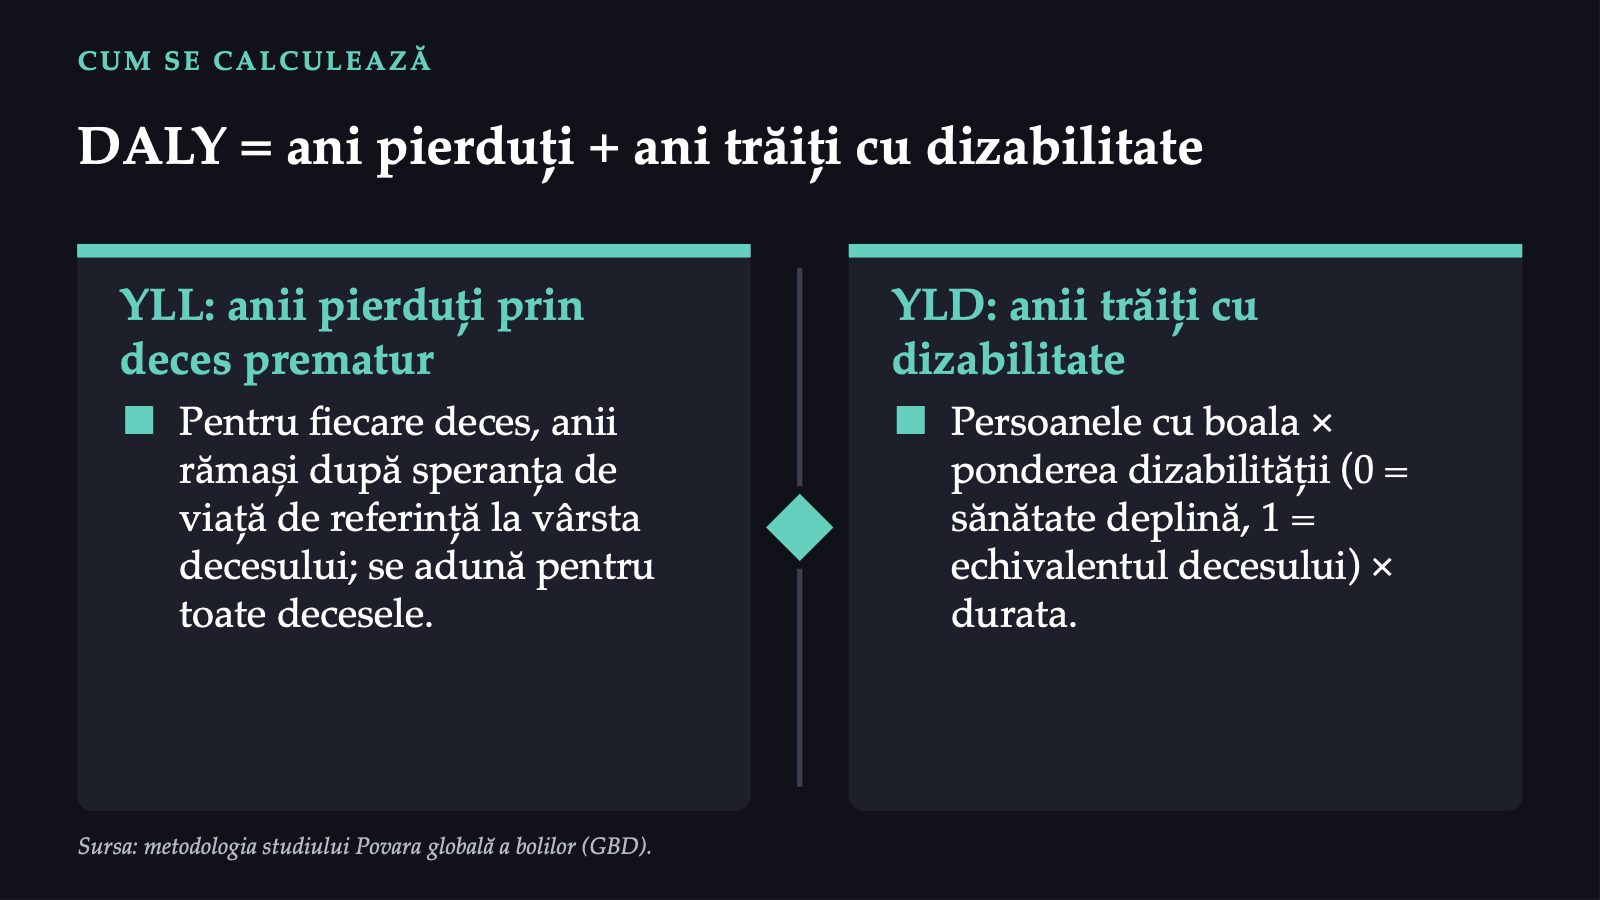 CUM SE CALCULEAZĂ
DALY = ani pierduți + ani trăiți cu dizabilitate
YLL: anii pierduți prin
deces prematur
Pentru fiecare deces, anii
rămași după speranța de
viață de referință la vârsta
decesului; se adună pentru
toate decesele.
YLD: anii trăiți cu
dizabilitate
Persoanele cu boala ×
ponderea dizabilității (0 =
sănătate deplină, 1 =
echivalentul decesului) ×
durata.
Sursa: metodologia studiului Povara globală a bolilor (GBD).